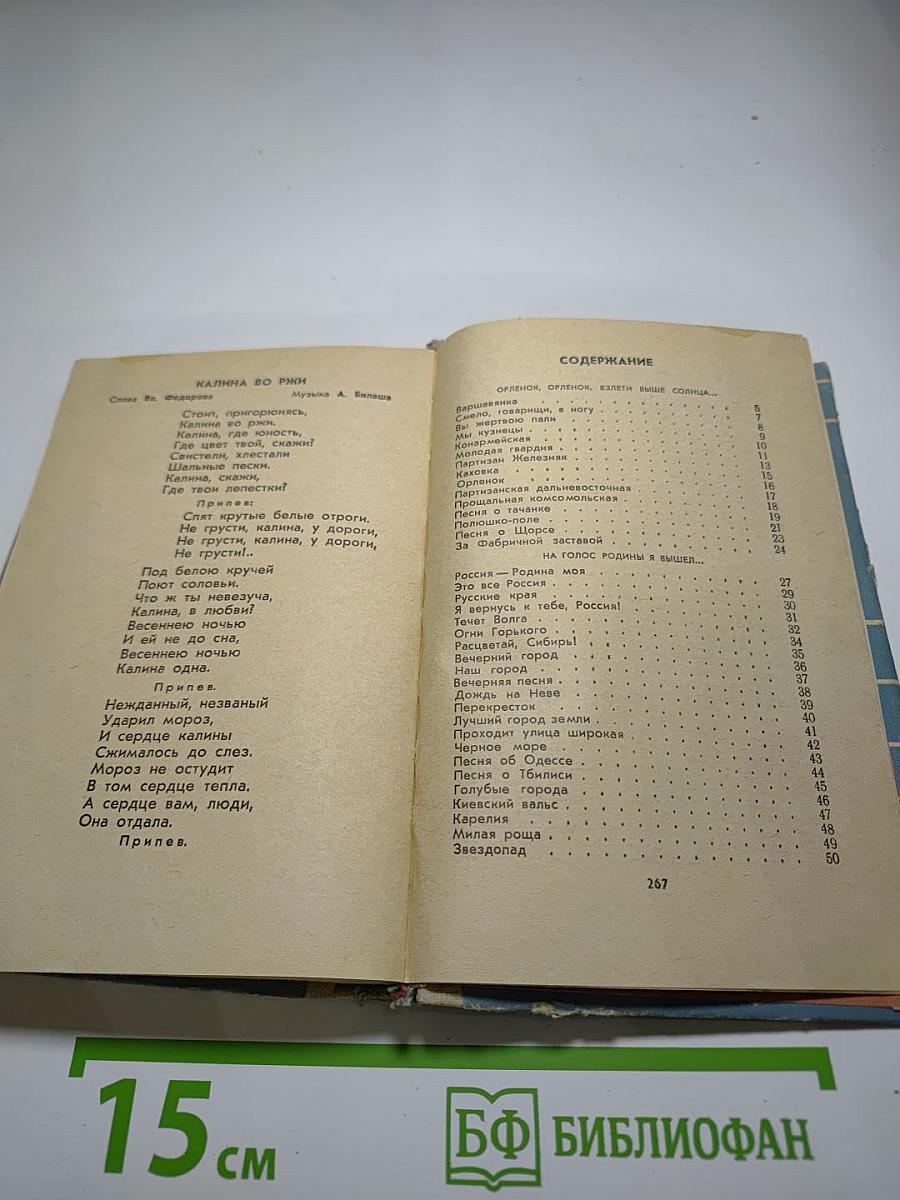 КАЛИНА ВО РЖИ
Слова Вл. Федорова Музыка А. Билаша
Стоит, пригорюнясь,
Калина во ржи.
Калина, где юность,
Где цвет твой, скажи?
Свистели, хлестали
Шальные пески.
Калина, скажи,
Где твои лепестки?
Припев:
Спят крутые белые отроги.
Не грусти, калина, у дороги,
Не грусти, калина, у дороги,
Не грусти!..
Под белою кручей
Поют соловьи.
Что ж ты невезуча,
Калина, в любви?
Весеннею ночью
И ей не до сна,
Весеннею ночью
Калина одна.
Припев.
Нежданный, незваный
Ударил мороз,
И сердце калины
Сжималось до слез.
Мороз не остудит
В том сердце тепла.
А сердце вам, люди,
Она отдала.
Припев.
СОДЕРЖАНИЕ
ОРЛЕНОК, ОРЛЕНОК, ВЗЛЕТИ ВЫШЕ СОЛНЦА...
Варшавянка . . . 5
Смело, товарищи, в ногу . . . 7
Вы жертвою пали . . . 8
Мы кузнецы . . . 9
Конармейская . . . 10
Молодая гвардия . . . 11
Партизан Железняк . . . 13
Каховка . . . 15
Орленок . . . 16
Партизанская дальневосточная . . . 17
Прощальная комсомольская . . . 18
Песня о тачанке . . . 19
Полюшко-поле . . . 21
Песня о Щорсе . . . 23
За Фабричной заставой . . . 24
НА ГОЛОС РОДИНЫ Я ВЫШЕЛ...
Россия — Родина моя . . . 27
Это все Россия . . . 29
Русские края . . . 30
Я вернусь к тебе, Россия! . . . 31
Течет Волга . . . 32
Огни Горького . . . 34
Расцветай, Сибирь! . . . 35
Вечерний город . . . 36
Наш город . . . 37
Вечерняя песня . . . 38
Дождь на Неве . . . 39
Перекресток . . . 40
Лучший город земли . . . 41
Проходит улица широкая . . . 42
Черное море . . . 43
Песня об Одессе . . . 44
Песня о Тбилиси . . . 45
Голубые города . . . 46
Киевский вальс . . . 47
Карелия . . . 48
Милая роща . . . 49
Звездопад . . . 50
267
15 см
БФ БИБЛИОФАН